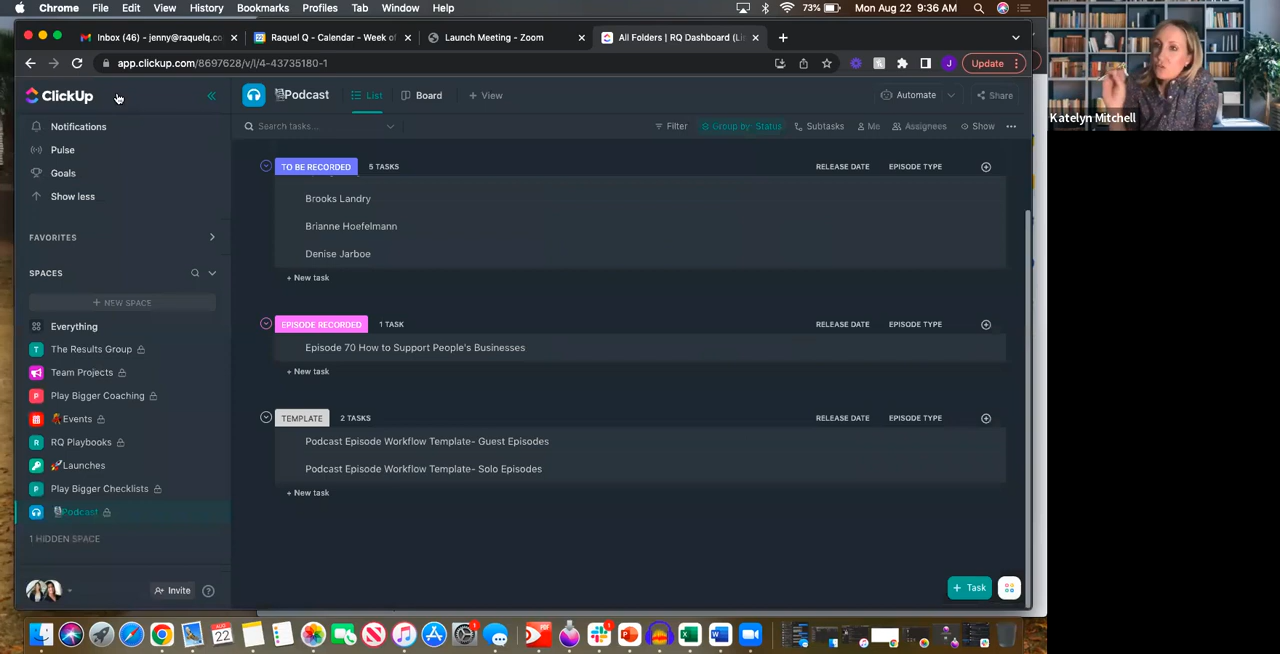 Chrome File Edit View History Bookmarks Profiles Tab Window Help 73% Mon Aug 22 9:36 AM
Inbox (46) - jenny@raquelq.co Raquel Q - Calendar - Week of Launch Meeting - Zoom All Folders | RQ Dashboard (Lis
app.clickup.com/8697628/v/l/4-43735180-1 J Update
Katelyn Mitchell
ClickUp
Notifications
Pulse
Goals
Show less
FAVORITES
SPACES
+ NEW SPACE
Everything
T The Results Group
Team Projects
P Play Bigger Coaching
Events
R RQ Playbooks
Launches
P Play Bigger Checklists
Podcast
1 HIDDEN SPACE
Invite ?
Podcast List Board + View Automate Share
Search tasks... Filter Group by: Status Subtasks Me Assignees Show
TO BE RECORDED 5 TASKS RELEASE DATE EPISODE TYPE
Brooks Landry
Brianne Hoefelmann
Denise Jarboe
+ New task
EPISODE RECORDED 1 TASK RELEASE DATE EPISODE TYPE
Episode 70 How to Support People's Businesses
+ New task
TEMPLATE 2 TASKS RELEASE DATE EPISODE TYPE
Podcast Episode Workflow Template- Guest Episodes
Podcast Episode Workflow Template- Solo Episodes
+ New task
+ Task